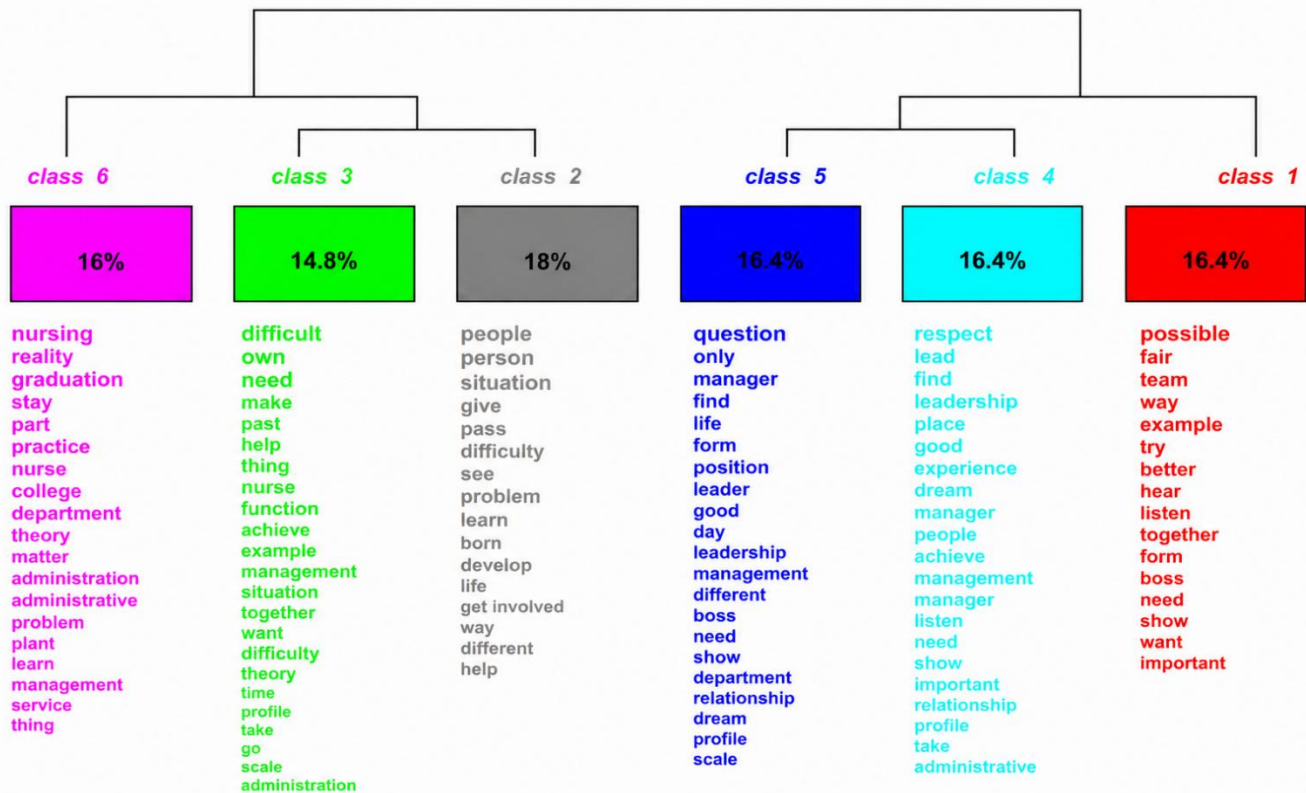 class 6
16%
nursing
reality
graduation
stay
part
practice
nurse
college
department
theory
matter
administration
administrative
problem
plant
learn
management
service
thing
class 3
14.8%
difficult
own
need
make
past
help
thing
nurse
function
achieve
example
management
situation
together
want
difficulty
theory
time
profile
take
go
scale
administration
class 2
18%
people
person
situation
give
pass
difficulty
see
problem
learn
born
develop
life
get involved
way
different
help
class 5
16.4%
question
only
manager
find
life
form
position
leader
good
day
leadership
management
different
boss
need
show
department
relationship
dream
profile
scale
class 4
16.4%
respect
lead
find
leadership
place
good
experience
dream
manager
people
achieve
management
manager
listen
need
show
important
relationship
profile
take
administrative
class 1
16.4%
possible
fair
team
way
example
try
better
hear
listen
together
form
boss
need
show
want
important